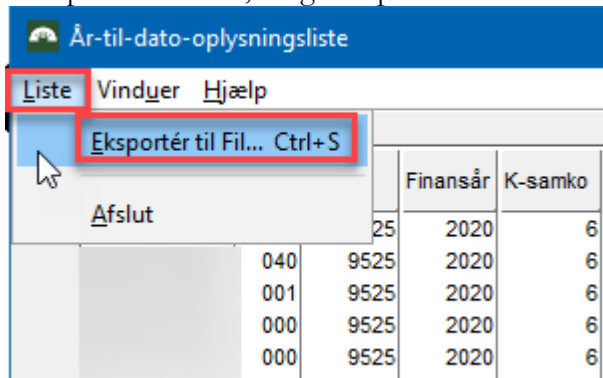 År-til-dato-oplysningsliste
Liste Vinduer Hjælp
Eksportér til Fil... Ctrl+S
Finansår K-samko
Afslut
25 2020 6
040 9525 2020 6
001 9525 2020 6
000 9525 2020 6
000 9525 2020 6